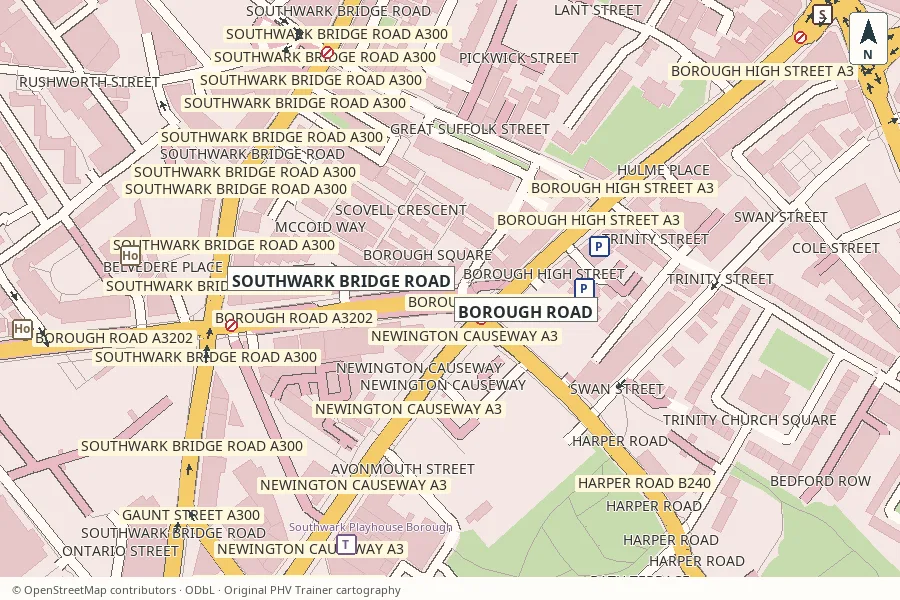 SOUTHWARK BRIDGE ROAD
LANT STREET
S
SOUTHWARK BRIDGE ROAD A300
SOUTHWARK BRIDGE ROAD A300
PICKWICK STREET
N
BOROUGH HIGH STREET A3
RUSHWORTH STREET
SOUTHWARK BRIDGE ROAD A300
SOUTHWARK BRIDGE ROAD A300
GREAT SUFFOLK STREET
SOUTHWARK BRIDGE ROAD A300
SOUTHWARK BRIDGE ROAD
SOUTHWARK BRIDGE ROAD A300
HULME PLACE
SOUTHWARK BRIDGE ROAD A300
BOROUGH HIGH STREET A3
SCOVELL CRESCENT
BOROUGH HIGH STREET A3
SWAN STREET
MCCOID WAY
SOUTHWARK BRIDGE ROAD A300
P
TRINITY STREET
COLE STREET
Ho
BOROUGH SQUARE
BELVEDERE PLACE
BOROUGH HIGH STREET
TRINITY STREET
SOUTHWARK BRID
SOUTHWARK BRIDGE ROAD
P
BOROU
BOROUGH ROAD
BOROUGH ROAD A3202
Ho
BOROUGH ROAD A3202
NEWINGTON CAUSEWAY A3
SOUTHWARK BRIDGE ROAD A300
NEWINGTON CAUSEWAY
NEWINGTON CAUSEWAY
SWAN STREET
NEWINGTON CAUSEWAY A3
TRINITY CHURCH SQUARE
HARPER ROAD
SOUTHWARK BRIDGE ROAD A300
AVONMOUTH STREET
NEWINGTON CAUSEWAY A3
HARPER ROAD B240
BEDFORD ROW
HARPER ROAD
GAUNT STREET A300
Southwark Playhouse Borough
SOUTHWARK BRIDGE ROAD
HARPER ROAD
ONTARIO STREET
NEWINGTON CAUSEWAY A3
T
HARPER ROAD
© OpenStreetMap contributors · ODbL · Original PHV Trainer cartography